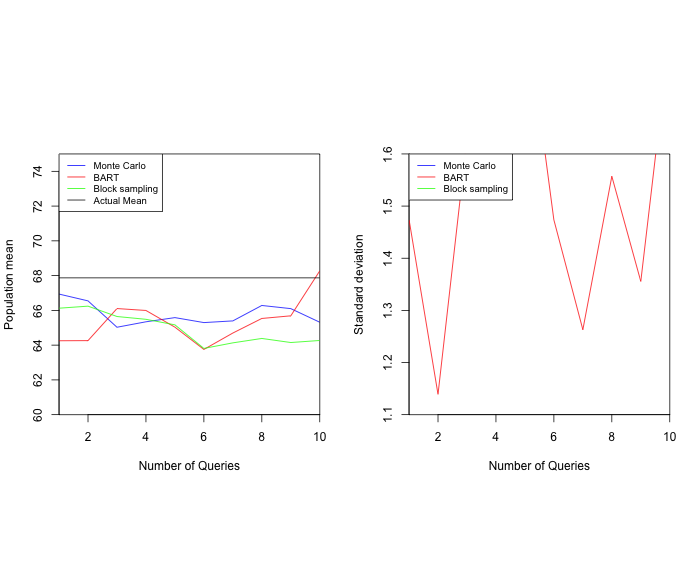 Population mean
60
62
64
66
68
70
72
74
Monte Carlo
BART
Block sampling
Actual Mean
2
4
6
8
10
Number of Queries
Standard deviation
1.1
1.2
1.3
1.4
1.5
1.6
Monte Carlo
BART
Block sampling
2
4
6
8
10
Number of Queries